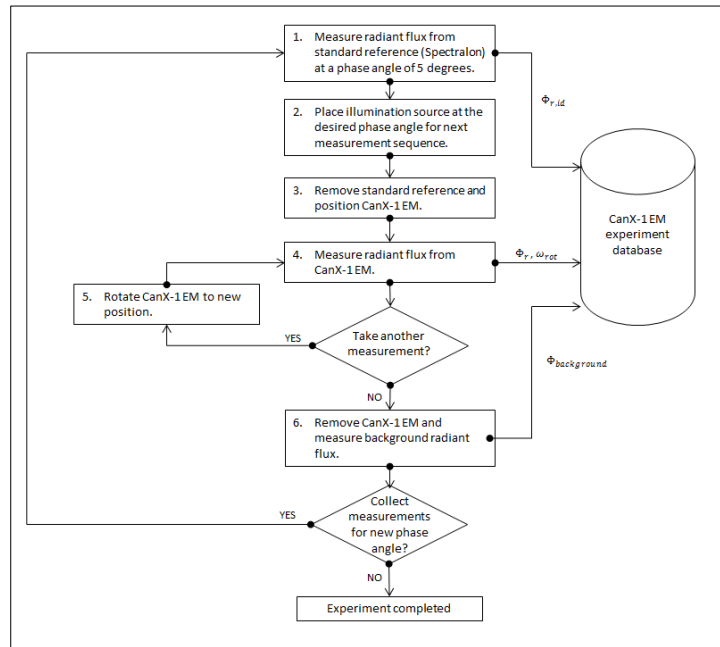 1. Measure radiant flux from
standard reference (Spectralon)
at a phase angle of 5 degrees.
Φr,id
2. Place illumination source at the
desired phase angle for next
measurement sequence.
3. Remove standard reference and
position CanX-1 EM.
CanX-1 EM
experiment
database
4. Measure radiant flux from
CanX-1 EM.
Φr , ωrot
5. Rotate CanX-1 EM to new
position.
YES
Take another
measurement?
Φbackground
NO
6. Remove CanX-1 EM and
measure background radiant
flux.
YES
Collect
measurements
for new phase
angle?
NO
Experiment completed